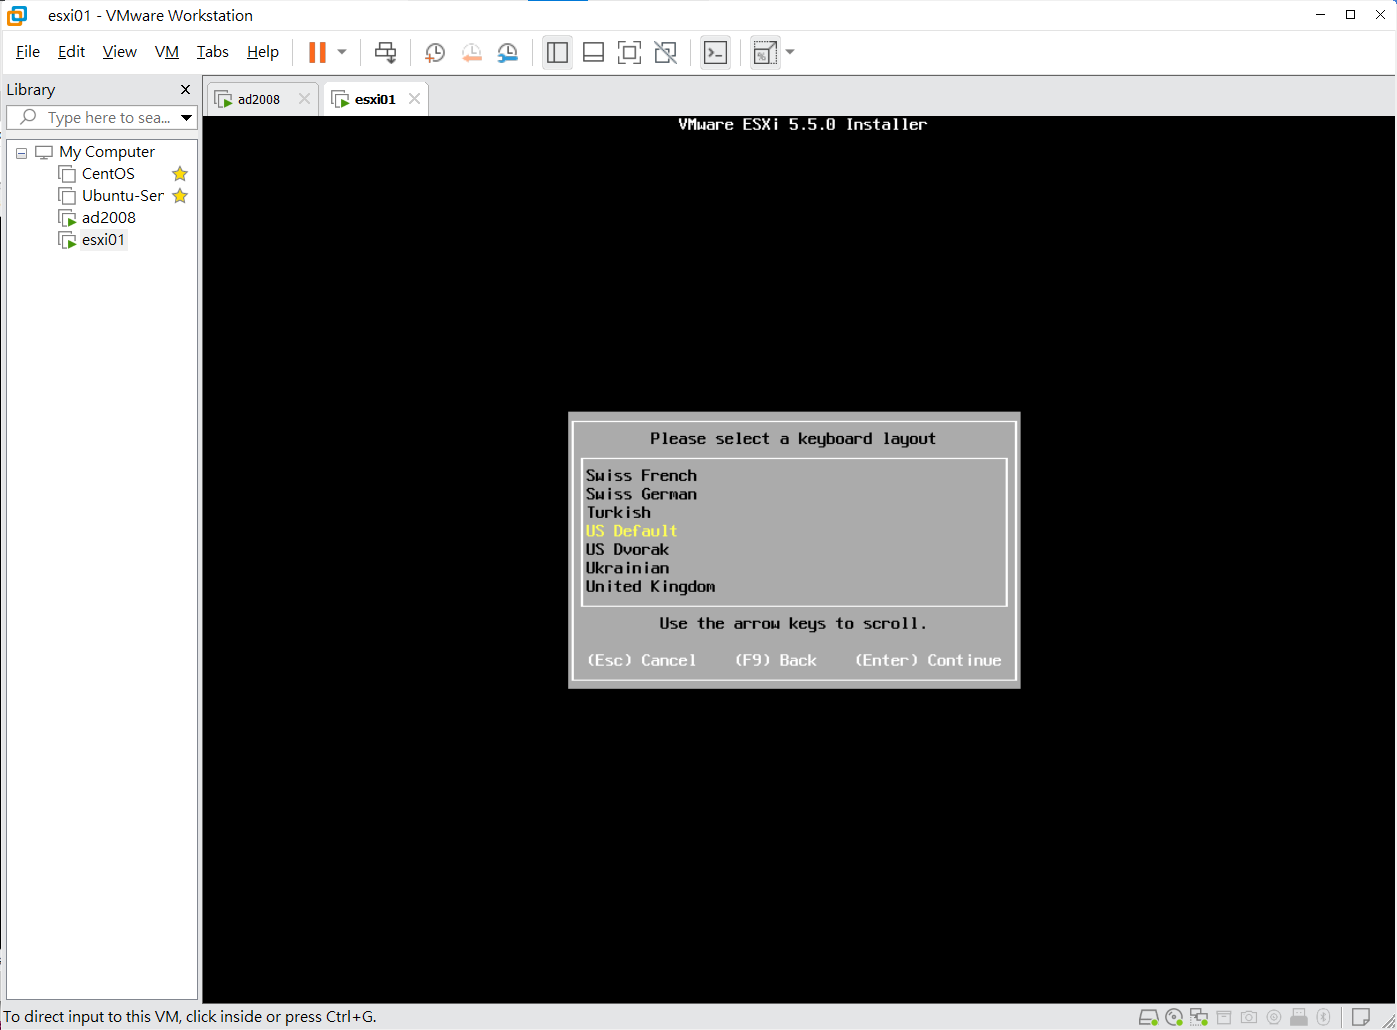 esxi01 - VMware Workstation
File Edit View VM Tabs Help
Library
Type here to sea...
My Computer
CentOS
Ubuntu-Ser
ad2008
esxi01
ad2008
esxi01
VMware ESXi 5.5.0 Installer
Please select a keyboard layout
Swiss French
Swiss German
Turkish
US Default
US Dvorak
Ukrainian
United Kingdom
Use the arrow keys to scroll.
(Esc) Cancel (F9) Back (Enter) Continue
To direct input to this VM, click inside or press Ctrl+G.